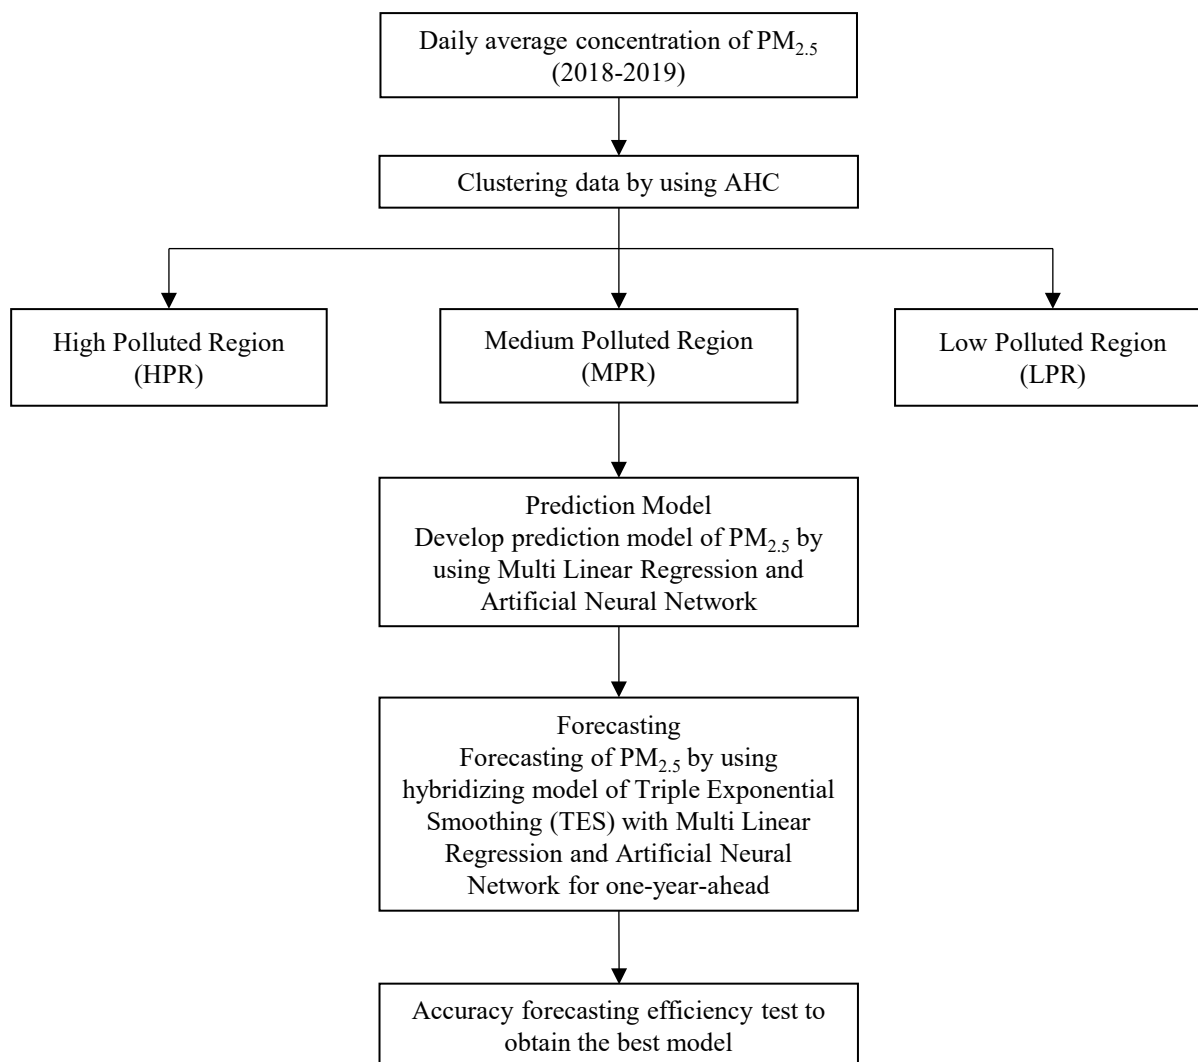 Daily average concentration of PM2.5
(2018-2019)
Clustering data by using AHC
High Polluted Region
(HPR)
Medium Polluted Region
(MPR)
Low Polluted Region
(LPR)
Prediction Model
Develop prediction model of PM2.5 by
using Multi Linear Regression and
Artificial Neural Network
Forecasting
Forecasting of PM2.5 by using
hybridizing model of Triple Exponential
Smoothing (TES) with Multi Linear
Regression and Artificial Neural
Network for one-year-ahead
Accuracy forecasting efficiency test to
obtain the best model